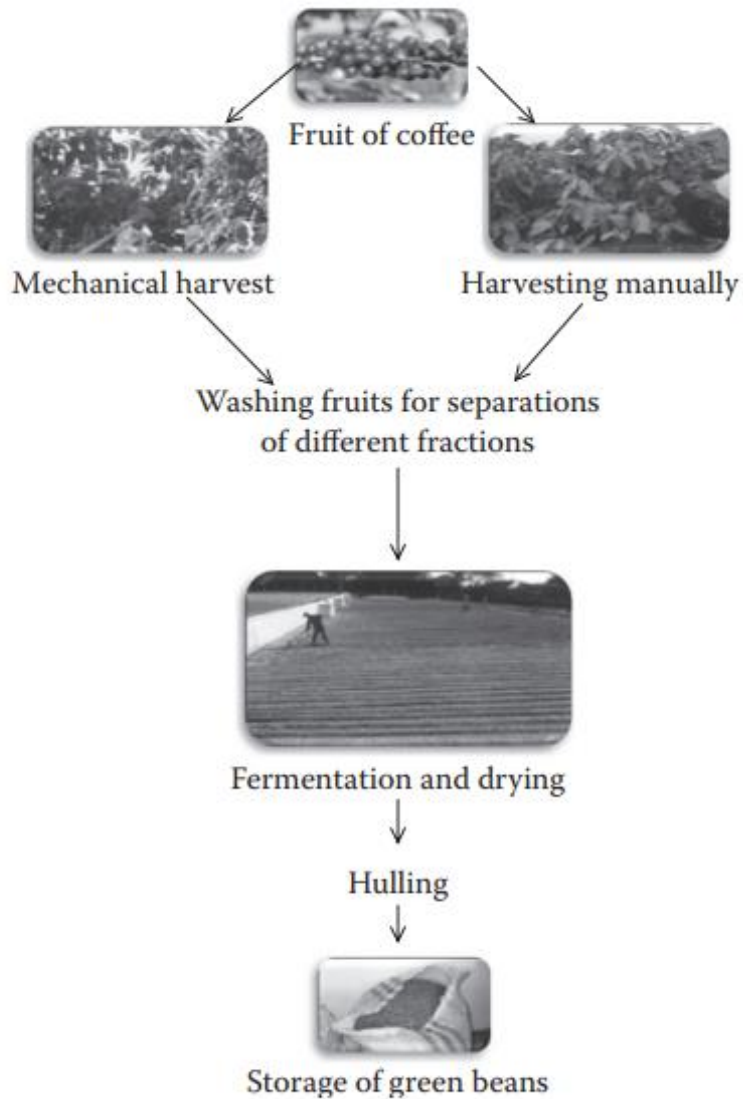 Fruit of coffee
Mechanical harvest
Harvesting manually
Washing fruits for separations
of different fractions
Fermentation and drying
Hulling
Storage of green beans